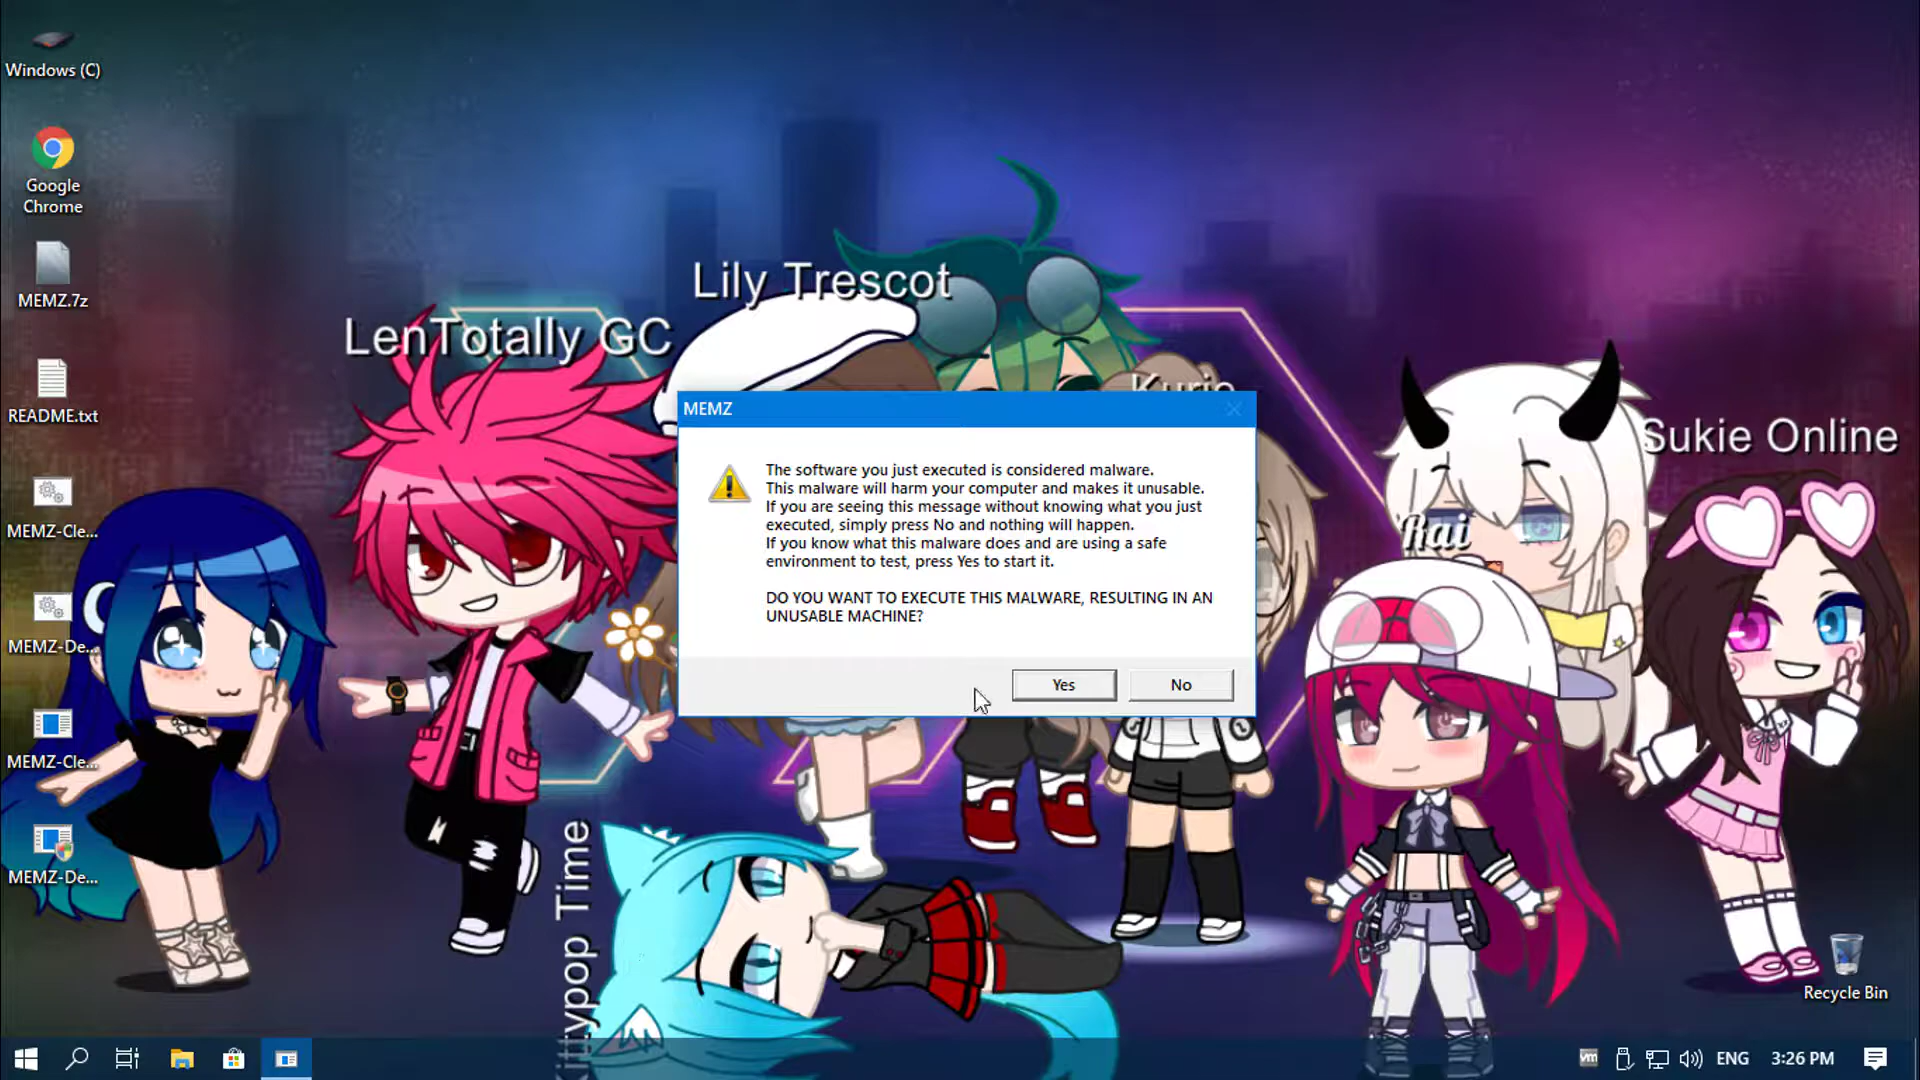 Windows (C)
Google
Chrome
MEMZ.7z
README.txt
MEMZ-Cle...
MEMZ-De...
MEMZ-Cle...
MEMZ-De...
Lily Trescot
LenTotally GC
Sukie Online
Rai
MEMZ
The software you just executed is considered malware.
This malware will harm your computer and makes it unusable.
If you are seeing this message without knowing what you just
executed, simply press No and nothing will happen.
If you know what this malware does and are using a safe
environment to test, press Yes to start it.
DO YOU WANT TO EXECUTE THIS MALWARE, RESULTING IN AN
UNUSABLE MACHINE?
Yes
No
Kittypop Time
Recycle Bin
vm
ENG
3:26 PM